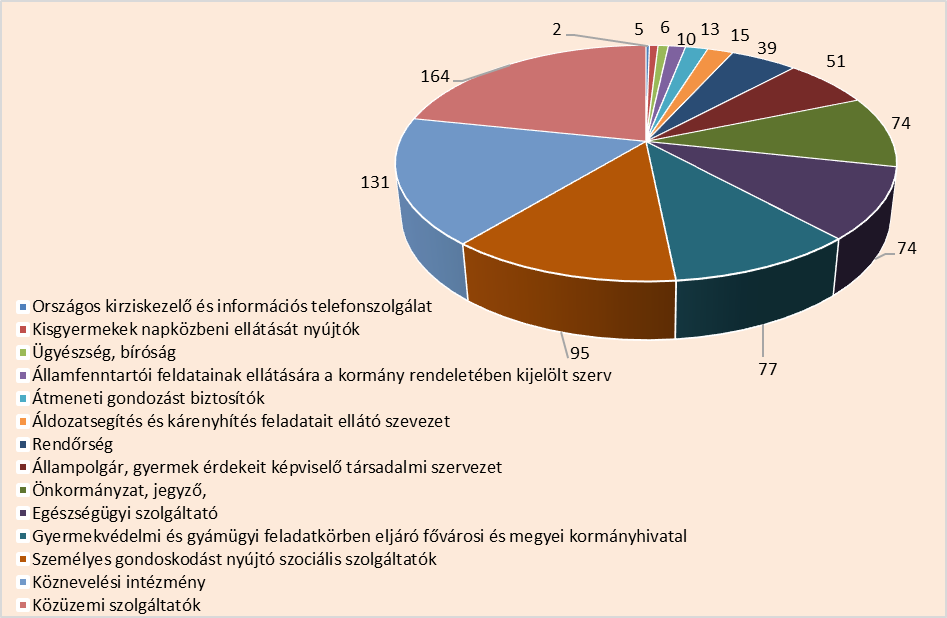 2
5
6
10
13
15
39
51
74
74
77
95
131
164
Országos kirziskezelő és információs telefonszolgálat
Kisgyermekek napközbeni ellátását nyújtók
Ügyészség, bíróság
Államfenntartói feldatainak ellátására a kormány rendeletében kijelölt szerv
Átmeneti gondozást biztosítók
Áldozatsegítés és kárenyhítés feladatait ellátó szevezet
Rendőrség
Állampolgár, gyermek érdekeit képviselő társadalmi szervezet
Önkormányzat, jegyző,
Egészségügyi szolgáltató
Gyermekvédelmi és gyámügyi feladatkörben eljáró fővárosi és megyei kormányhivatal
Személyes gondoskodást nyújtó szociális szolgáltatók
Köznevelési intézmény
Közüzemi szolgáltatók